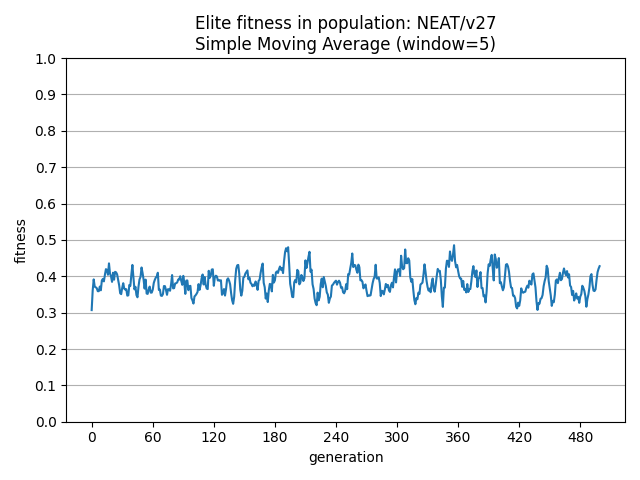 Elite fitness in population: NEAT/v27
Simple Moving Average (window=5)
1.0
0.9
0.8
0.7
0.6
0.5
0.4
0.3
0.2
0.1
0.0
fitness
0 60 120 180 240 300 360 420 480
generation